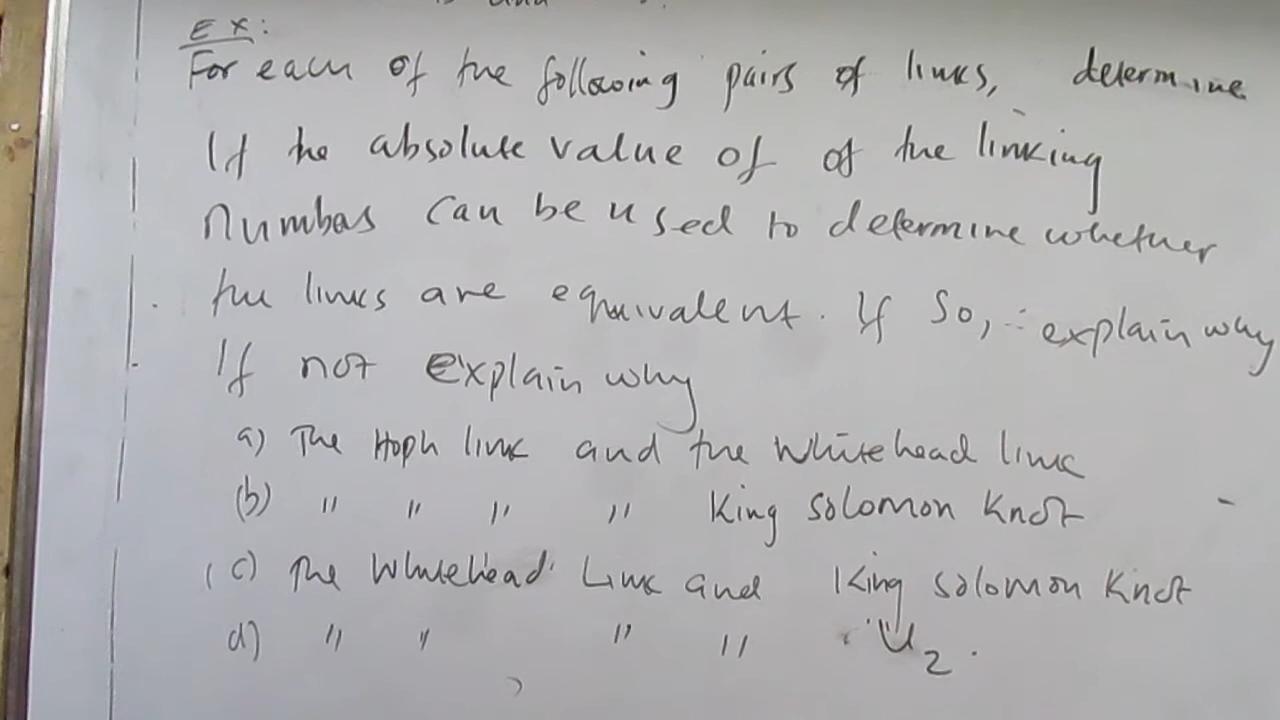 Ex:
For each of the following pairs of links, determine
If the absolute value of of the linking
numbers can be used to determine whether
the links are equivalent. If So, explain why
If not Explain why
a) The Hoph link and the Whitehead link
(b) " " " " King solomon Knot
(c) The Whitehead Link and King solomon Knot
d) " " " " U2.